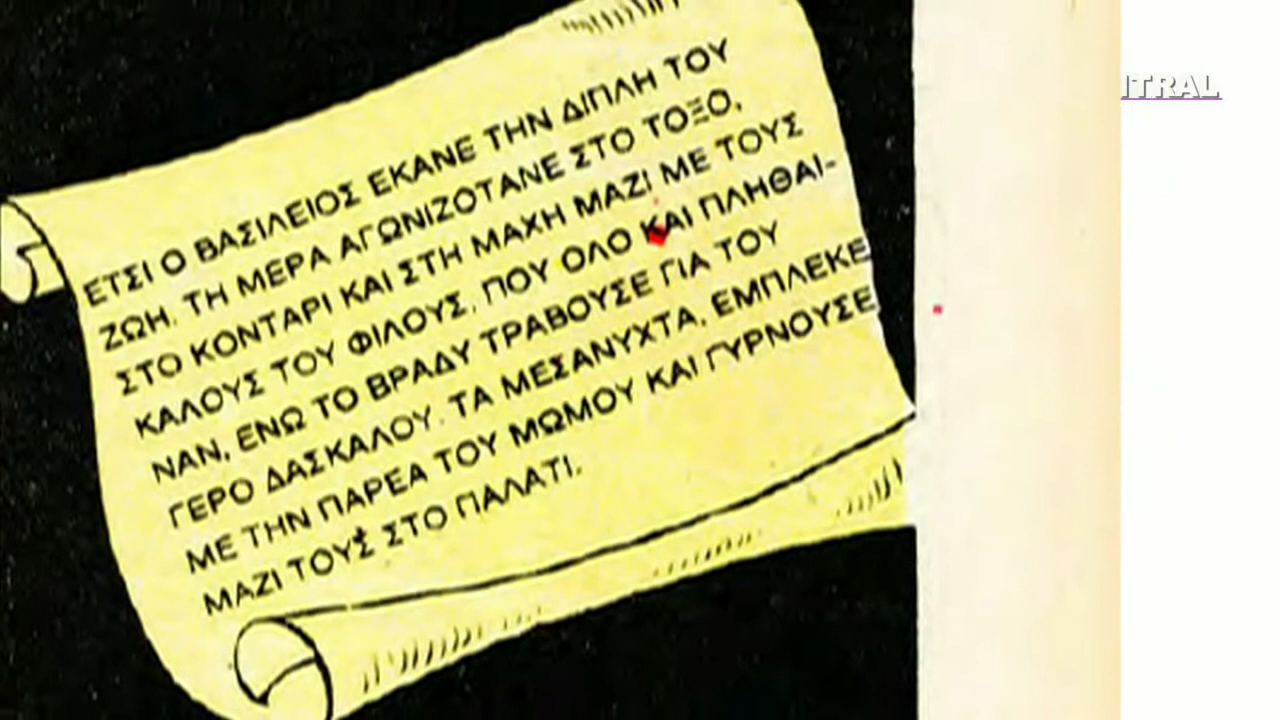 ΕΤΣΙ Ο ΒΑΣΙΛΕΙΟΣ ΕΚΑΝΕ ΤΗΝ ΔΙΠΛΗ ΤΟΥ
ΖΩΗ. ΤΗ ΜΕΡΑ ΑΓΩΝΙΖΟΤΑΝΕ ΣΤΟ ΤΟΞΟ,
ΣΤΟ ΚΟΝΤΑΡΙ ΚΑΙ ΣΤΗ ΜΑΧΗ ΜΑΖΙ ΜΕ ΤΟΥΣ
ΚΑΛΟΥΣ ΤΟΥ ΦΙΛΟΥΣ, ΠΟΥ ΟΛΟ ΚΑΙ ΠΛΗΘΑΙ-
ΝΑΝ, ΕΝΩ ΤΟ ΒΡΑΔΥ ΤΡΑΒΟΥΣΕ ΓΙΑ ΤΟΥ
ΓΕΡΟ ΔΑΣΚΑΛΟΥ. ΤΑ ΜΕΣΑΝΥΧΤΑ, ΕΜΠΛΕΚΕ
ΜΕ ΤΗΝ ΠΑΡΕΑ ΤΟΥ ΜΩΜΟΥ ΚΑΙ ΓΥΡΝΟΥΣΕ
ΜΑΖΙ ΤΟΥΣ ΣΤΟ ΠΑΛΑΤΙ.